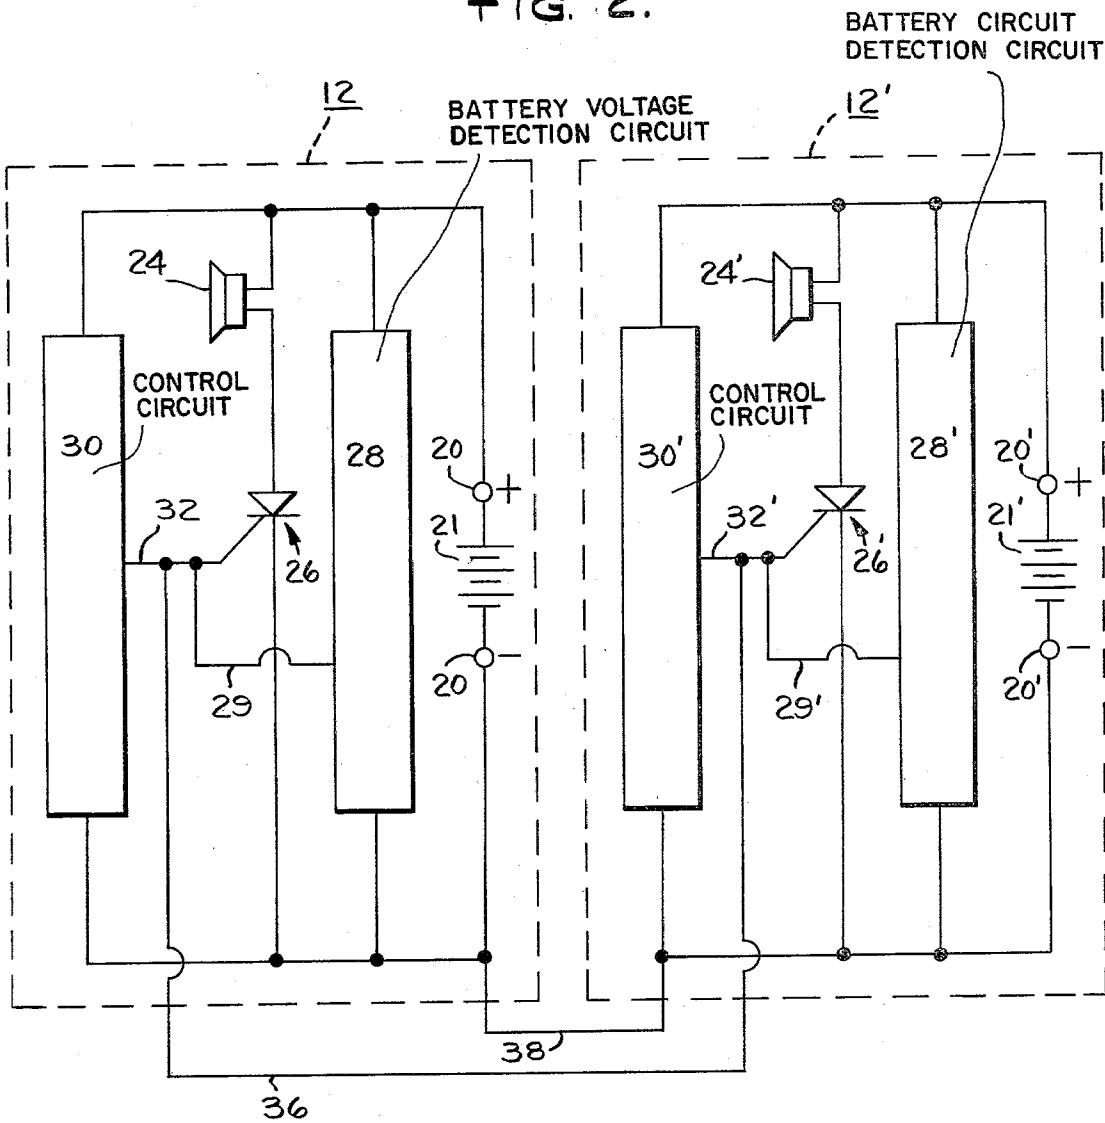 FIG. 2.
BATTERY CIRCUIT
DETECTION CIRCUIT
12
BATTERY VOLTAGE
DETECTION CIRCUIT
12'
24
24'
CONTROL
CIRCUIT
CONTROL
CIRCUIT
30
28
20
+
30'
28'
20'
+
32
21
26
32'
21'
26'
29
20
−
29'
20'
−
38
36